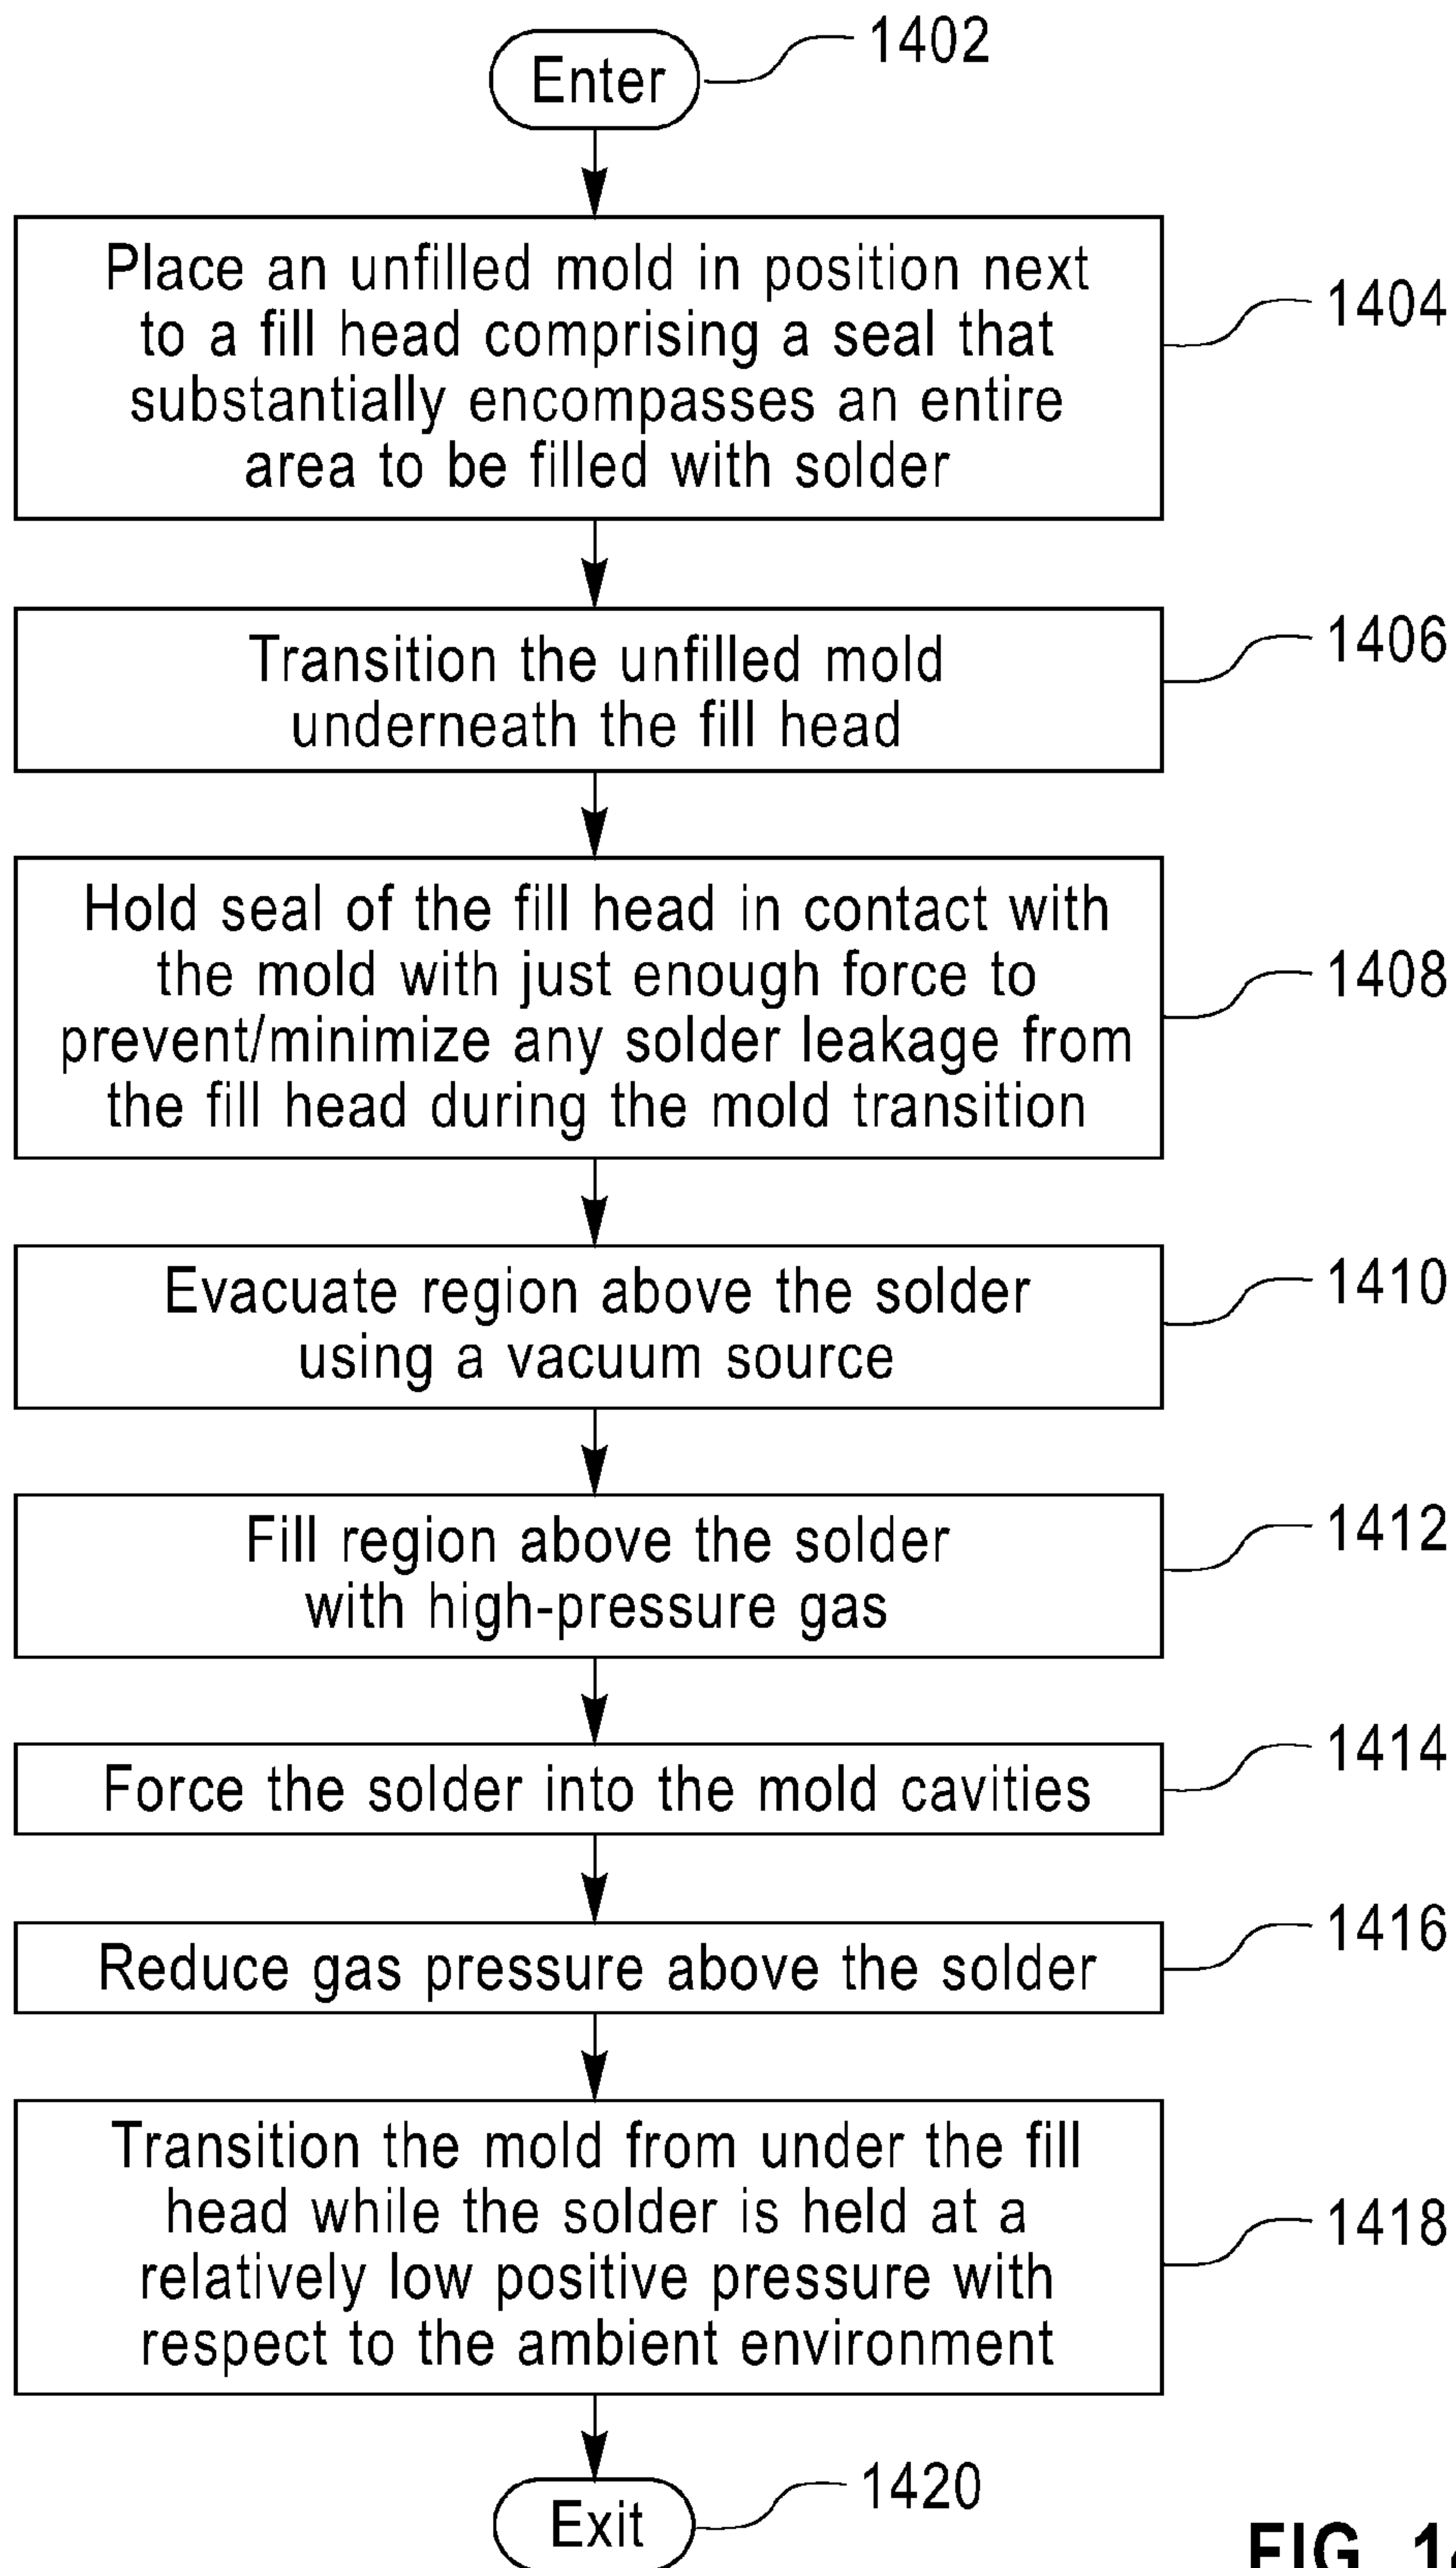 Enter
1402
Place an unfilled mold in position next
to a fill head comprising a seal that
substantially encompasses an entire
area to be filled with solder
1404
Transition the unfilled mold
underneath the fill head
1406
Hold seal of the fill head in contact with
the mold with just enough force to
prevent/minimize any solder leakage from
the fill head during the mold transition
1408
Evacuate region above the solder
using a vacuum source
1410
Fill region above the solder
with high-pressure gas
1412
Force the solder into the mold cavities
1414
Reduce gas pressure above the solder
1416
Transition the mold from under the fill
head while the solder is held at a
relatively low positive pressure with
respect to the ambient environment
1418
Exit
1420
FIG. 14